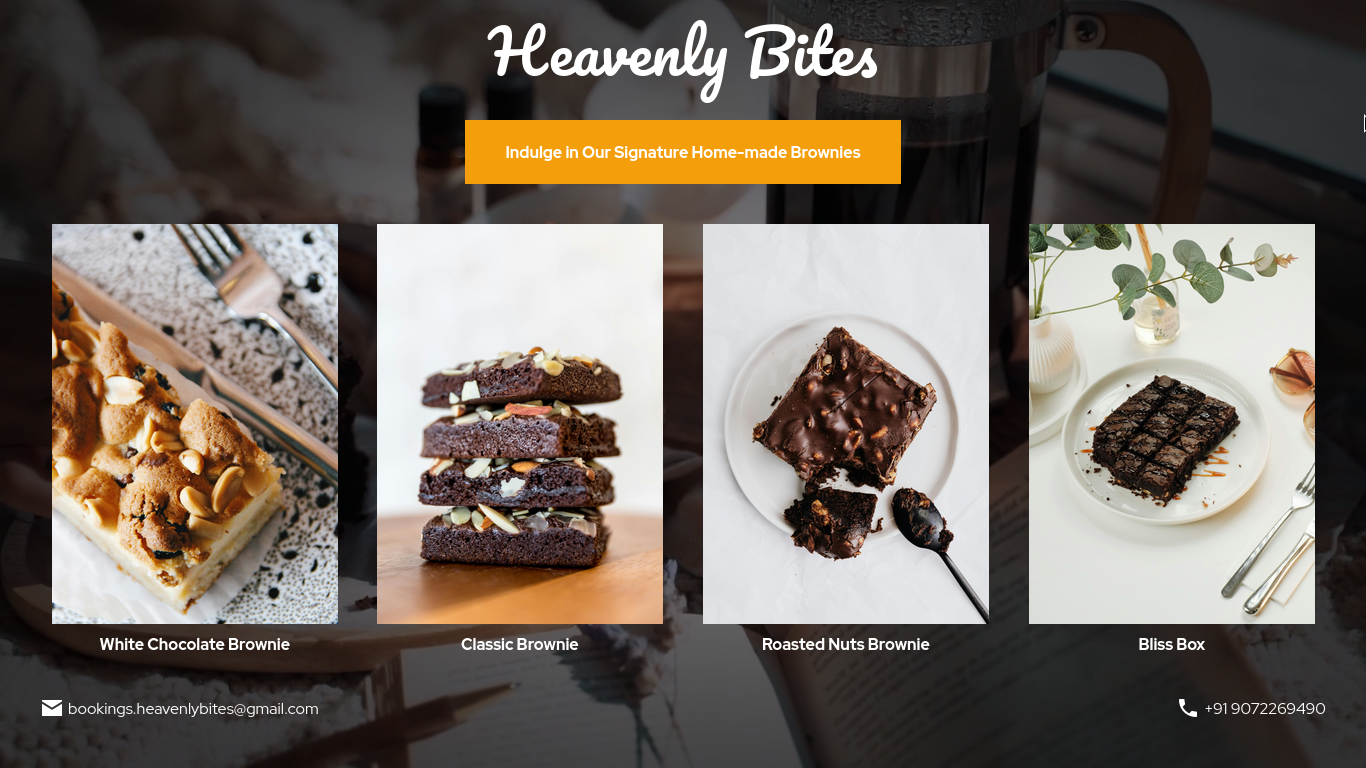 Heavenly Bites
Indulge in Our Signature Home-made Brownies
White Chocolate Brownie
Classic Brownie
Roasted Nuts Brownie
Bliss Box
bookings.heavenlybites@gmail.com
+91 9072269490